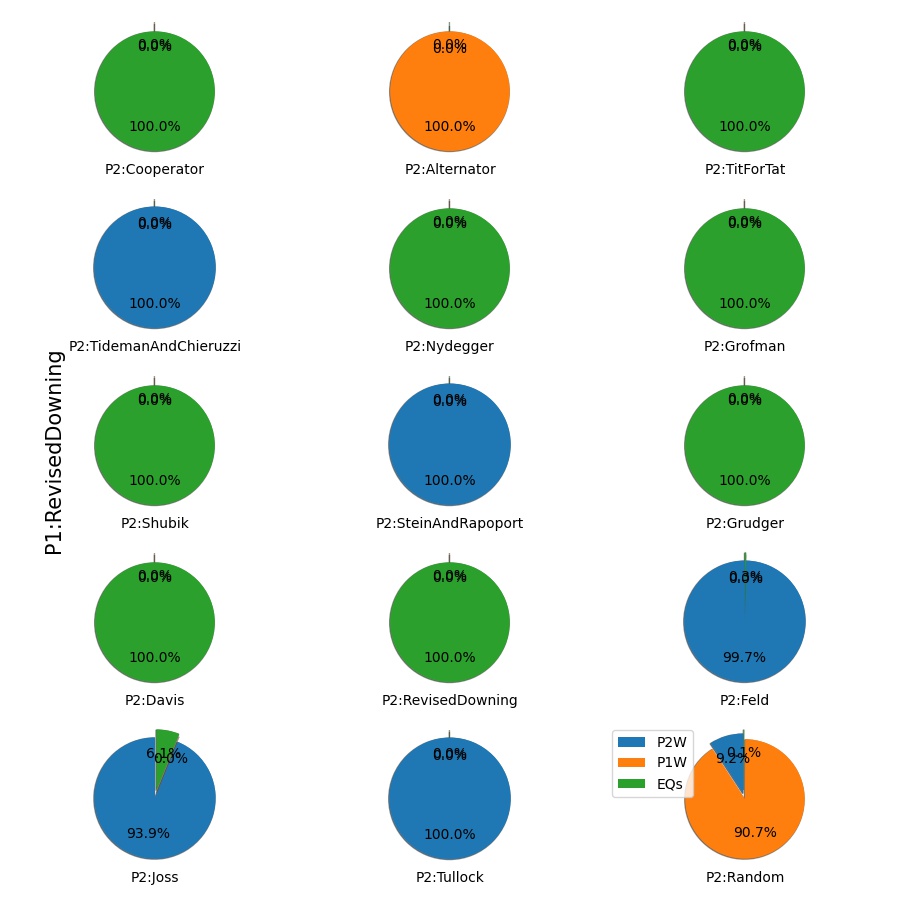 0.0%
0.0%
100.0%
P2:Cooperator
0.0%
0.0%
100.0%
P2:Alternator
0.0%
0.0%
100.0%
P2:TitForTat
0.0%
0.0%
100.0%
P2:TidemanAndChieruzzi
0.0%
0.0%
100.0%
P2:Nydegger
0.0%
0.0%
100.0%
P2:Grofman
P1:RevisedDowning
0.0%
0.0%
100.0%
P2:Shubik
0.0%
0.0%
100.0%
P2:SteinAndRapoport
0.0%
0.0%
100.0%
P2:Grudger
0.0%
0.0%
100.0%
P2:Davis
0.0%
0.0%
100.0%
P2:RevisedDowning
0.3%
0.0%
99.7%
P2:Feld
6.1%
0.0%
93.9%
P2:Joss
0.0%
0.0%
100.0%
P2:Tullock
P2W
P1W
EQs
0.1%
9.2%
90.7%
P2:Random